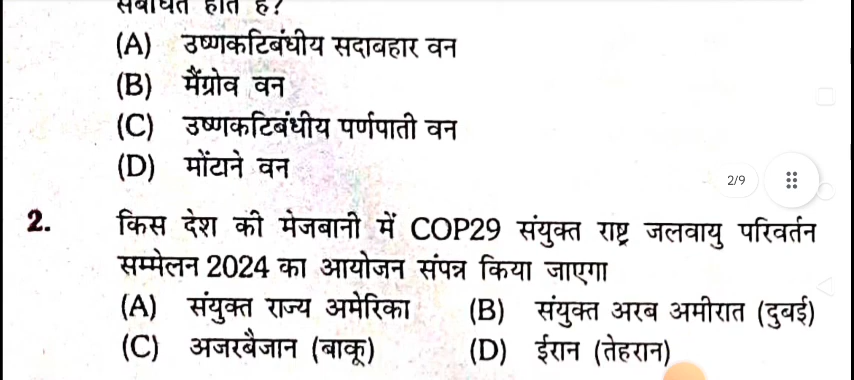 संबंधित होते हैं?
(A) उष्णकटिबंधीय सदाबहार वन
(B) मैंग्रोव वन
(C) उष्णकटिबंधीय पर्णपाती वन
(D) मोंटाने वन
2/9
2. किस देश की मेजबानी में COP29 संयुक्त राष्ट्र जलवायु परिवर्तन
सम्मेलन 2024 का आयोजन संपन्न किया जाएगा
(A) संयुक्त राज्य अमेरिका (B) संयुक्त अरब अमीरात (दुबई)
(C) अजरबैजान (बाकू) (D) ईरान (तेहरान)